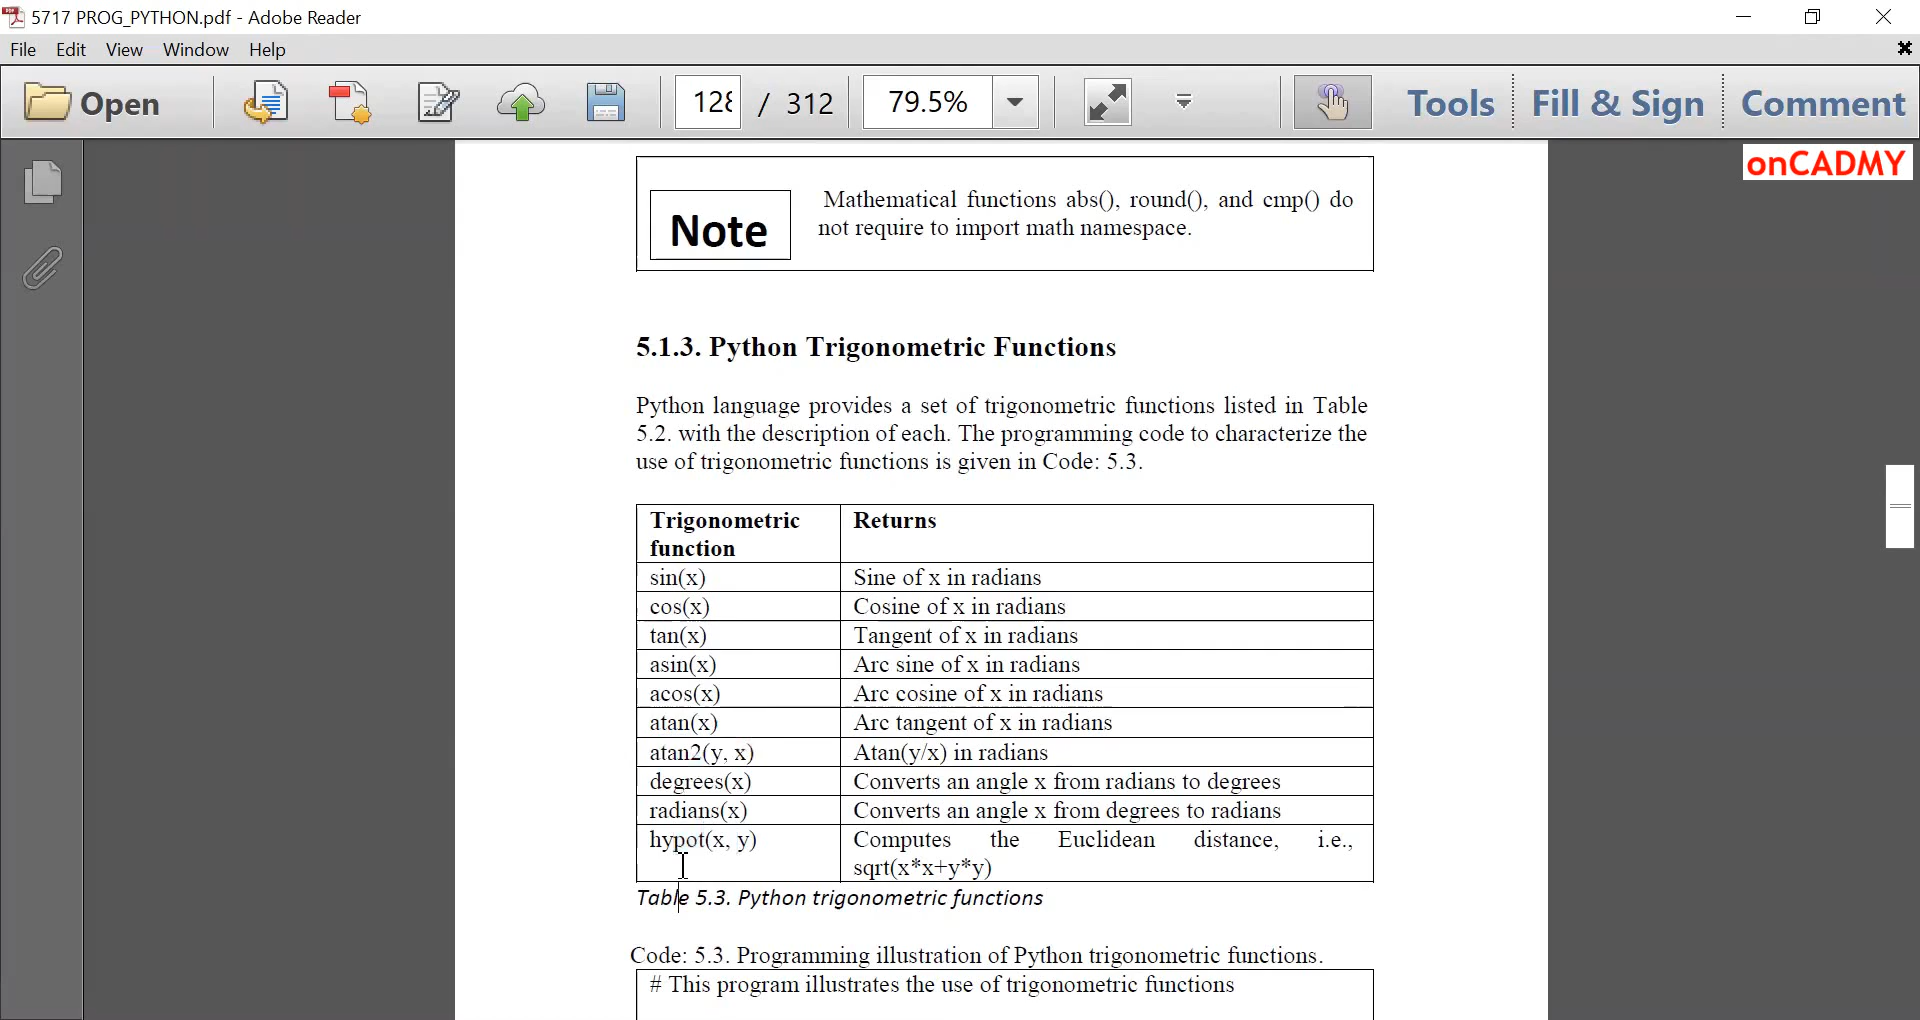 5717 PROG_PYTHON.pdf - Adobe Reader
File Edit View Window Help
Open 128 / 312 79.5% Tools Fill & Sign Comment
onCADMY
Note
Mathematical functions abs(), round(), and cmp() do
not require to import math namespace.
5.1.3. Python Trigonometric Functions
Python language provides a set of trigonometric functions listed in Table
5.2. with the description of each. The programming code to characterize the
use of trigonometric functions is given in Code: 5.3.
Trigonometric function Returns
sin(x) Sine of x in radians
cos(x) Cosine of x in radians
tan(x) Tangent of x in radians
asin(x) Arc sine of x in radians
acos(x) Arc cosine of x in radians
atan(x) Arc tangent of x in radians
atan2(y, x) Atan(y/x) in radians
degrees(x) Converts an angle x from radians to degrees
radians(x) Converts an angle x from degrees to radians
hypot(x, y) Computes the Euclidean distance, i.e.,
sqrt(x*x+y*y)
Table 5.3. Python trigonometric functions
Code: 5.3. Programming illustration of Python trigonometric functions.
# This program illustrates the use of trigonometric functions